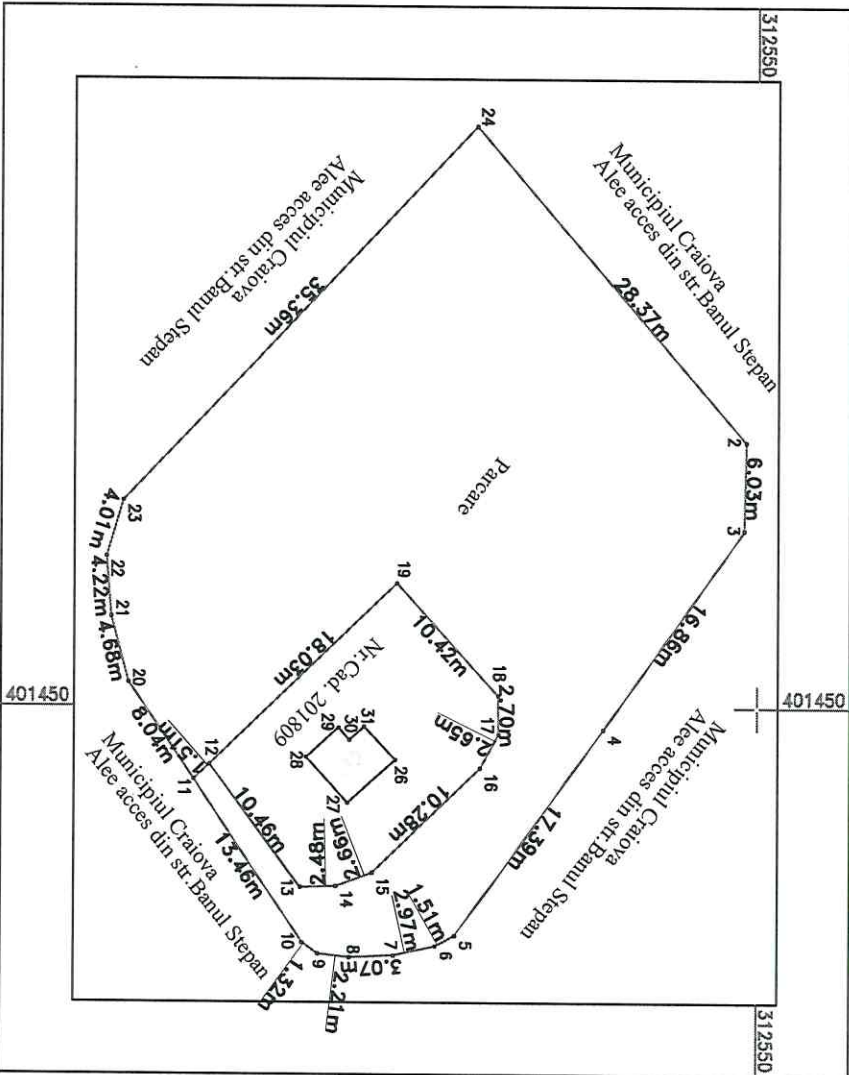 312550
24
Municipiul Craiova
Alee acces din str.Banul Stepan
Municipiul Craiova
Alee acces din str.Banul Stepan
28.37m
35.36m
2
6.03m
3
Parcare
16.86m
23
4.01m
22
4.22m
21
4.68m
20
8.04m
19
10.42m
18
2.70m
17
2.65m
16
18.03m
Nr.Cad. 201809
401450
401450
4
Municipiul Craiova
Alee acces din str.Banul Stepan
17.39m
31
30
29
28
26
27
12
1.51m
11
10.46m
13.46m
10.28m
2.66m
2.48m
15
14
13
1.51m
2.97m
5
6
7
3.07m
8
9
2.21m
10
1.32m
Municipiul Craiova
Alee acces din str.Banul Stepan
312550